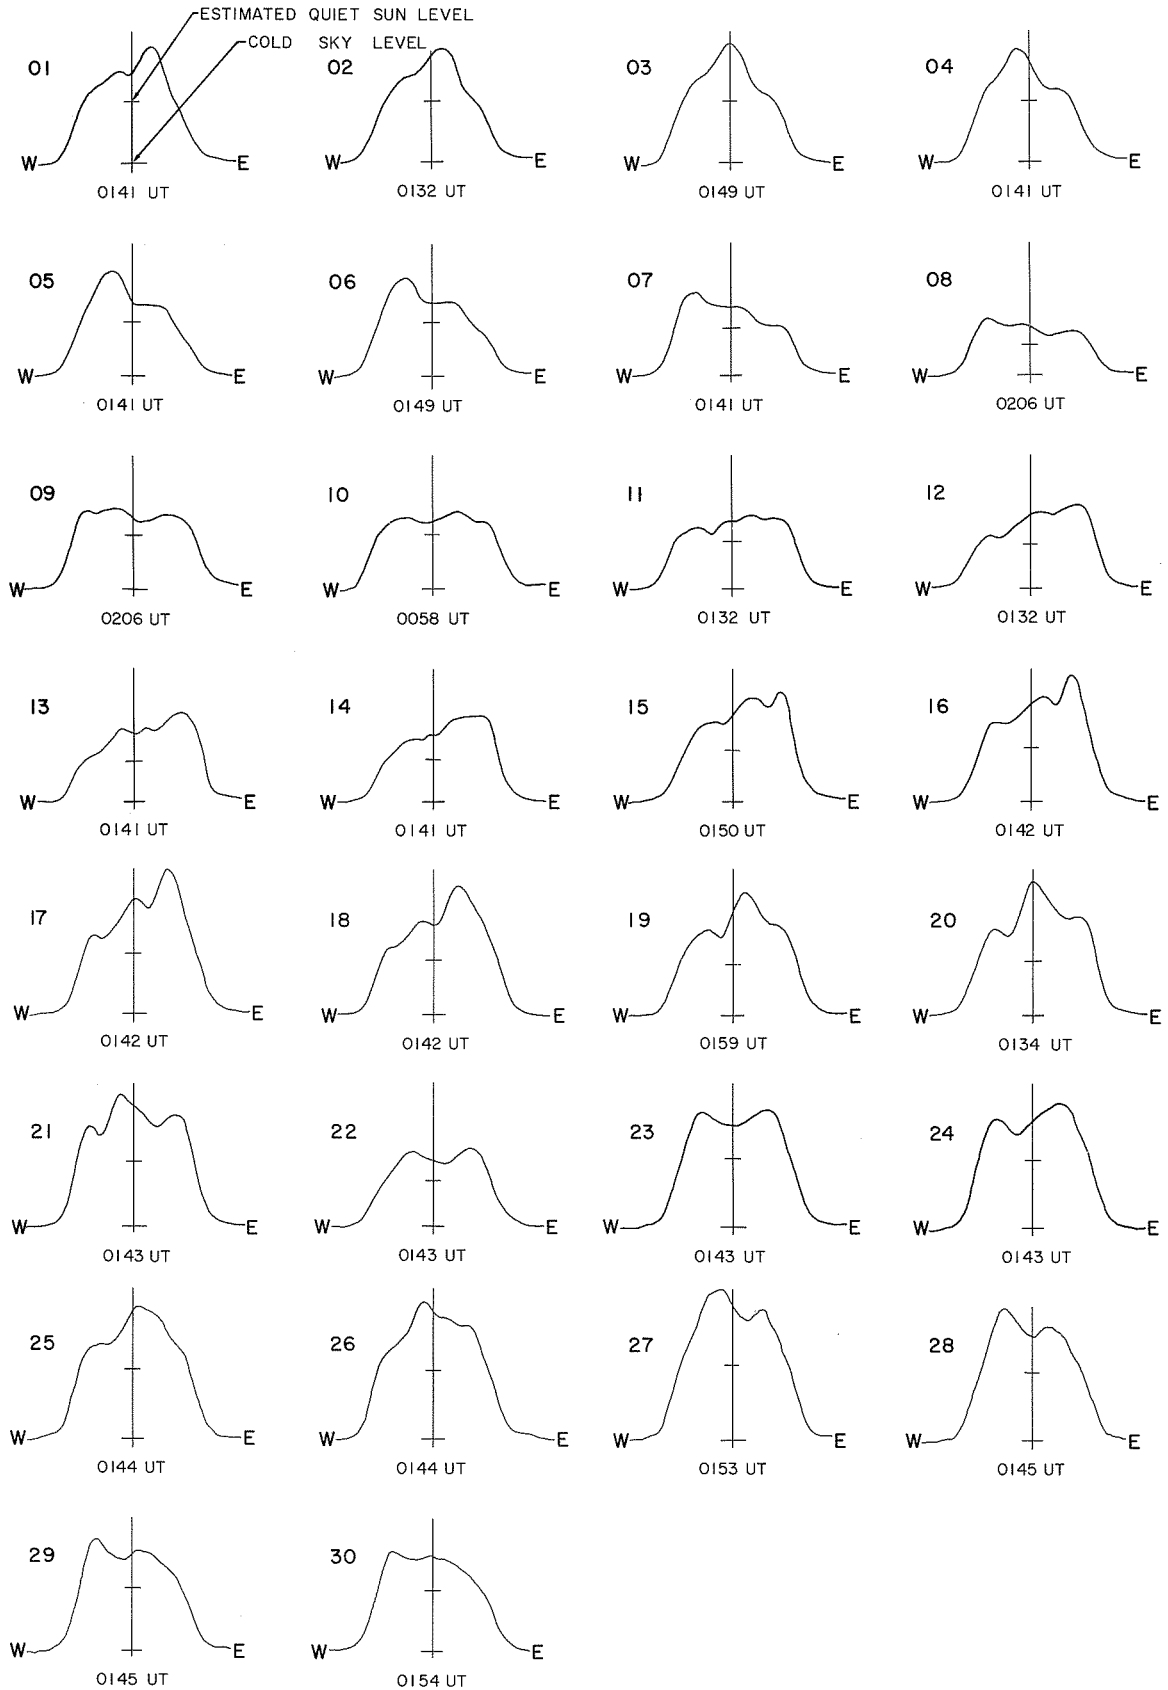 ESTIMATED QUIET SUN LEVEL
COLD SKY LEVEL
01 02 03 04
W E W E W E W E
0141 UT 0132 UT 0149 UT 0141 UT
05 06 07 08
W E W E W E W E
0141 UT 0149 UT 0141 UT 0206 UT
09 10 11 12
W E W E W E W E
0206 UT 0058 UT 0132 UT 0132 UT
13 14 15 16
W E W E W E W E
0141 UT 0141 UT 0150 UT 0142 UT
17 18 19 20
W E W E W E W E
0142 UT 0142 UT 0159 UT 0134 UT
21 22 23 24
W E W E W E W E
0143 UT 0143 UT 0143 UT 0143 UT
25 26 27 28
W E W E W E W E
0144 UT 0144 UT 0153 UT 0145 UT
29 30
W E W E
0145 UT 0154 UT